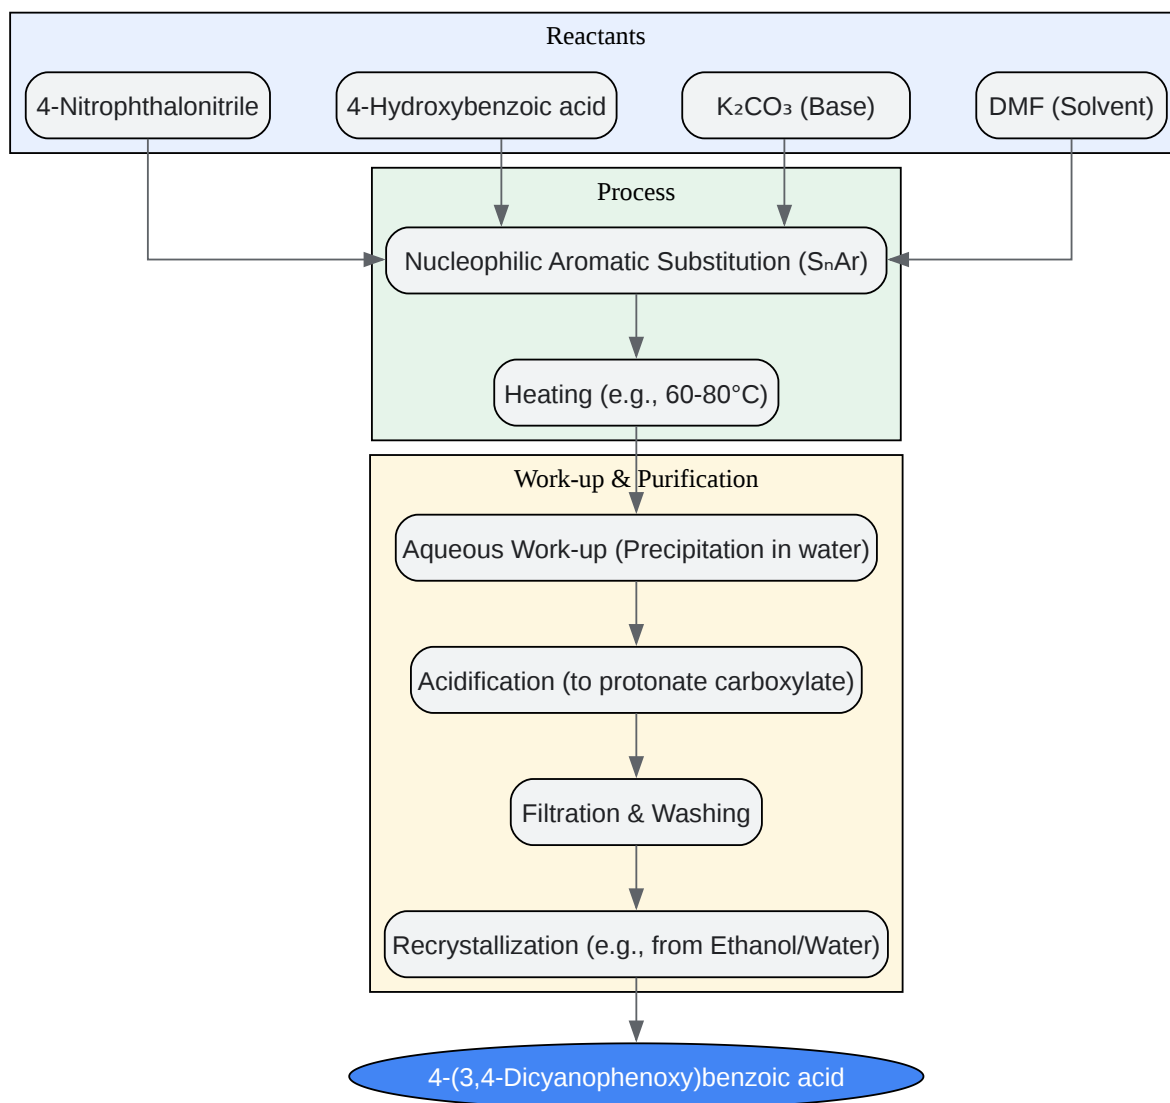 Reactants
4-Nitrophthalonitrile
4-Hydroxybenzoic acid
K₂CO₃ (Base)
DMF (Solvent)
Process
Nucleophilic Aromatic Substitution (SₙAr)
Heating (e.g., 60-80°C)
Work-up & Purification
Aqueous Work-up (Precipitation in water)
Acidification (to protonate carboxylate)
Filtration & Washing
Recrystallization (e.g., from Ethanol/Water)
4-(3,4-Dicyanophenoxy)benzoic acid